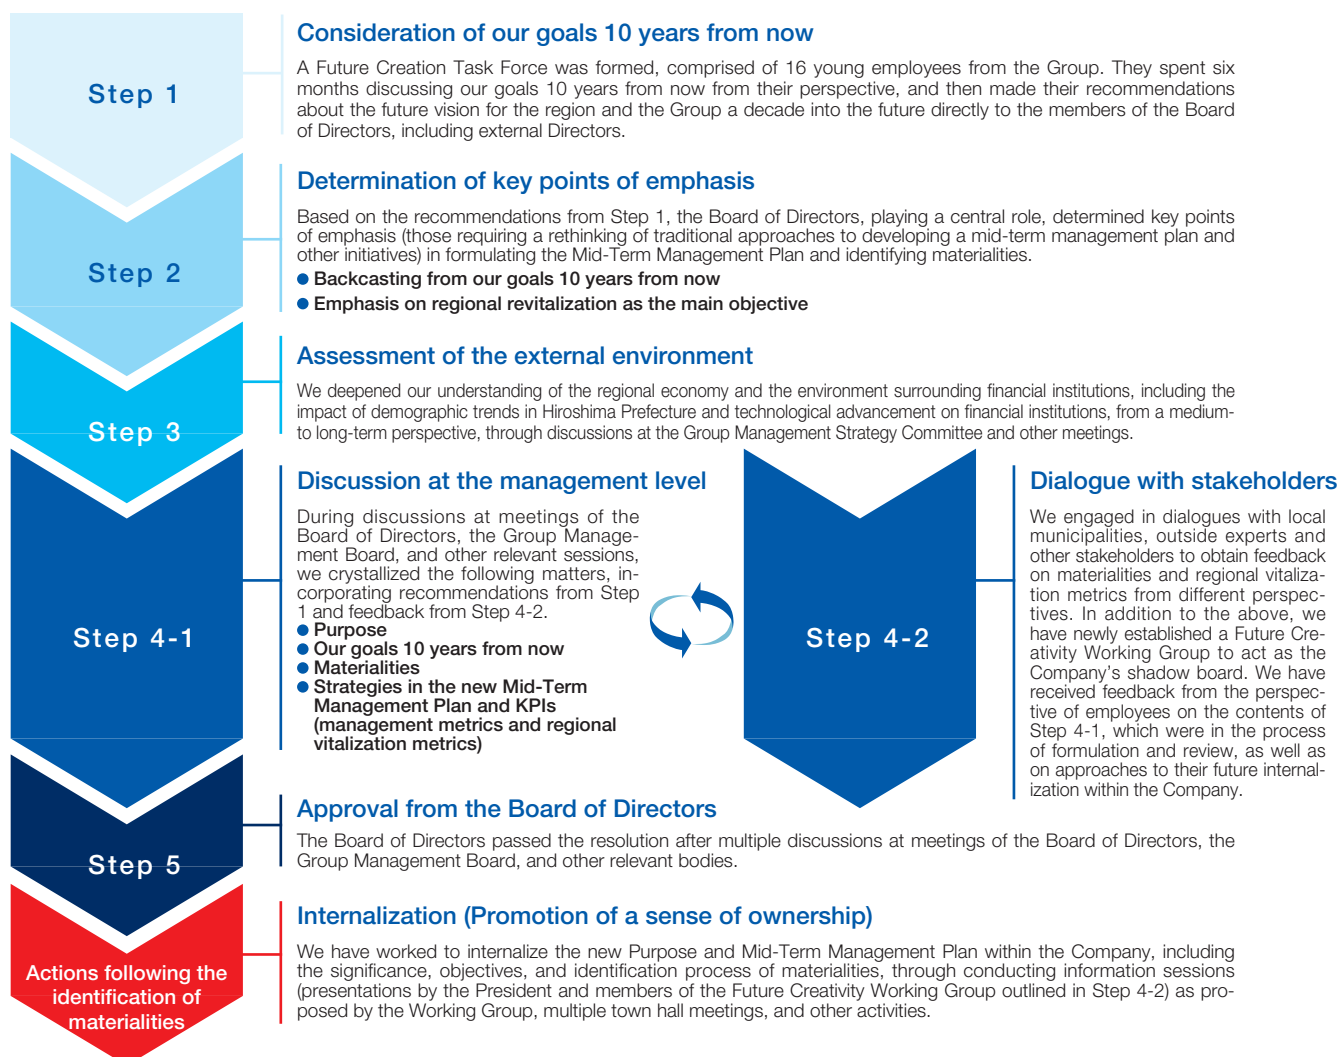 Step 1
Consideration of our goals 10 years from now
A Future Creation Task Force was formed, comprised of 16 young employees from the Group. They spent six
months discussing our goals 10 years from now from their perspective, and then made their recommendations
about the future vision for the region and the Group a decade into the future directly to the members of the Board
of Directors, including external Directors.
Step 2
Determination of key points of emphasis
Based on the recommendations from Step 1, the Board of Directors, playing a central role, determined key points
of emphasis (those requiring a rethinking of traditional approaches to developing a mid-term management plan and
other initiatives) in formulating the Mid-Term Management Plan and identifying materialities.
● Backcasting from our goals 10 years from now
● Emphasis on regional revitalization as the main objective
Step 3
Assessment of the external environment
We deepened our understanding of the regional economy and the environment surrounding financial institutions, including the
impact of demographic trends in Hiroshima Prefecture and technological advancement on financial institutions, from a medium-
to long-term perspective, through discussions at the Group Management Strategy Committee and other meetings.
Step 4-1
Discussion at the management level
During discussions at meetings of the
Board of Directors, the Group Manage-
ment Board, and other relevant sessions,
we crystallized the following matters, in-
corporating recommendations from Step
1 and feedback from Step 4-2.
● Purpose
● Our goals 10 years from now
● Materialities
● Strategies in the new Mid-Term
Management Plan and KPIs
(management metrics and regional
vitalization metrics)
Step 4-2
Dialogue with stakeholders
We engaged in dialogues with local
municipalities, outside experts and
other stakeholders to obtain feedback
on materialities and regional vitaliza-
tion metrics from different perspec-
tives. In addition to the above, we
have newly established a Future Cre-
ativity Working Group to act as the
Company's shadow board. We have
received feedback from the perspec-
tive of employees on the contents of
Step 4-1, which were in the process
of formulation and review, as well as
on approaches to their future internal-
ization within the Company.
Step 5
Approval from the Board of Directors
The Board of Directors passed the resolution after multiple discussions at meetings of the Board of Directors, the
Group Management Board, and other relevant bodies.
Actions following the
identification of
materialities
Internalization (Promotion of a sense of ownership)
We have worked to internalize the new Purpose and Mid-Term Management Plan within the Company, including
the significance, objectives, and identification process of materialities, through conducting information sessions
(presentations by the President and members of the Future Creativity Working Group outlined in Step 4-2) as pro-
posed by the Working Group, multiple town hall meetings, and other activities.